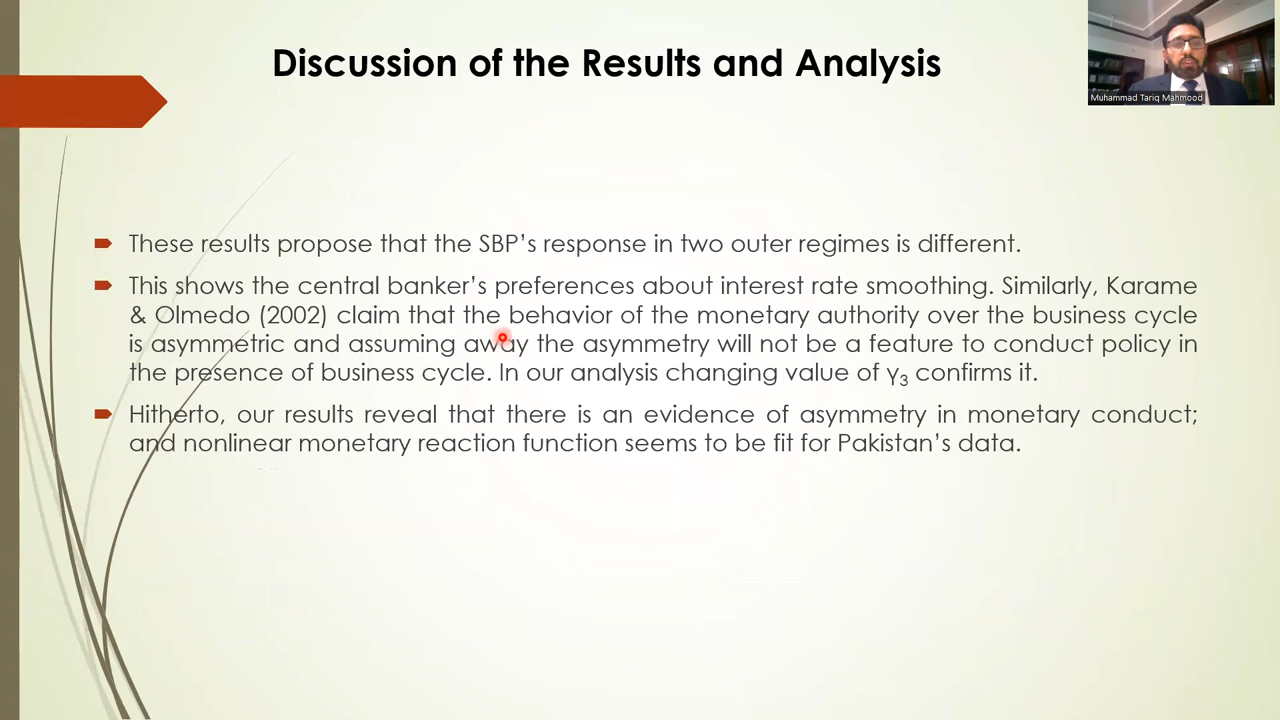 Discussion of the Results and Analysis
Muhammad Tariq Mahmood
These results propose that the SBP's response in two outer regimes is different.
This shows the central banker's preferences about interest rate smoothing. Similarly, Karame
& Olmedo (2002) claim that the behavior of the monetary authority over the business cycle
is asymmetric and assuming away the asymmetry will not be a feature to conduct policy in
the presence of business cycle. In our analysis changing value of γ₃ confirms it.
Hitherto, our results reveal that there is an evidence of asymmetry in monetary conduct;
and nonlinear monetary reaction function seems to be fit for Pakistan's data.